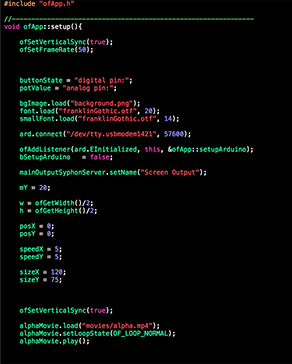 #include "ofApp.h"
//--------------------------------------------------------------
void ofApp::setup(){
ofSetVerticalSync(true);
ofSetFrameRate(50);
buttonState = "digital pin:";
potValue = "analog pin:";
bgImage.load("background.png");
font.load("franklinGothic.otf", 20);
smallFont.load("franklinGothic.otf", 14);
ard.connect("/dev/tty.usbmodem1421", 57600);
ofAddListener(ard.EInitialized, this, &ofApp::setupArduino);
bSetupArduino   = false;
mainOutputSyphonServer.setName("Screen Output");
mY = 20;
w = ofGetWidth()/2;
h = ofGetHeight()/2;
posX = 0;
posY = 0;
speedX = 5;
speedY = 5;
sizeX = 120;
sizeY = 75;
ofSetVerticalSync(true);
alphaMovie.load("movies/alpha.mp4");
alphaMovie.setLoopState(OF_LOOP_NORMAL);
alphaMovie.play();